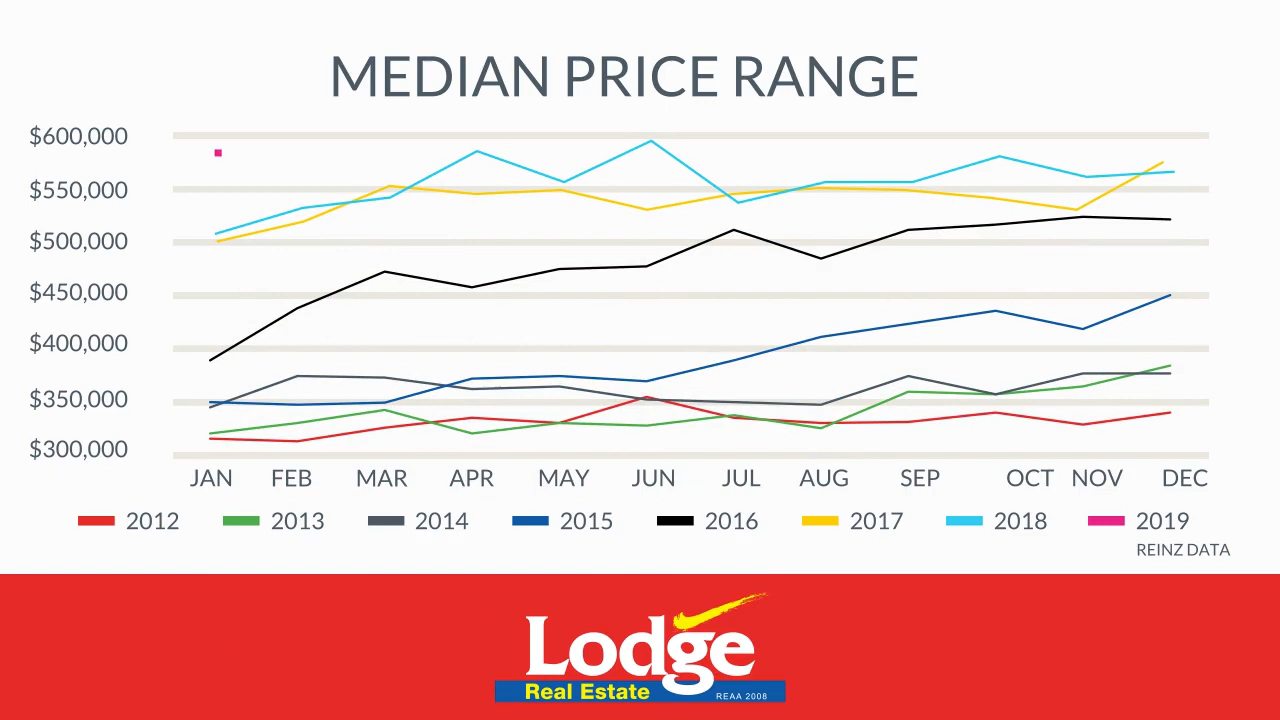 MEDIAN PRICE RANGE
$600,000
$550,000
$500,000
$450,000
$400,000
$350,000
$300,000
JAN FEB MAR APR MAY JUN JUL AUG SEP OCT NOV DEC
2012 2013 2014 2015 2016 2017 2018 2019
REINZ DATA
Lodge
Real Estate REAA 2008